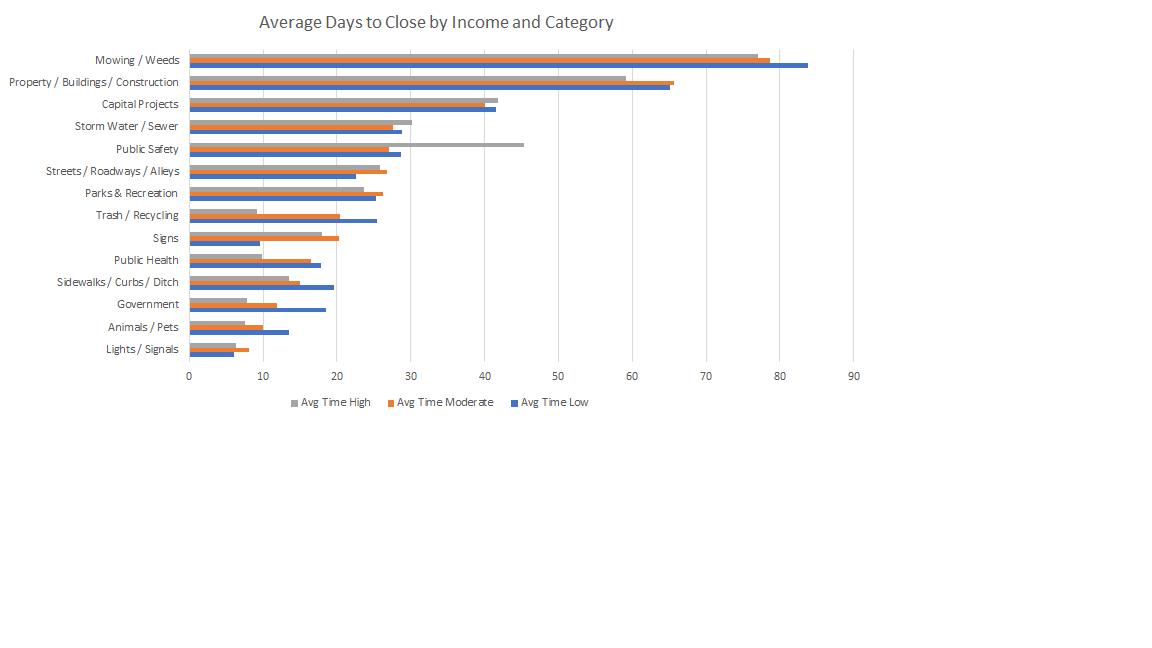 Average Days to Close by Income and Category
Mowing / Weeds
Property / Buildings / Construction
Capital Projects
Storm Water / Sewer
Public Safety
Streets / Roadways / Alleys
Parks & Recreation
Trash / Recycling
Signs
Public Health
Sidewalks / Curbs / Ditch
Government
Animals / Pets
Lights / Signals
0 10 20 30 40 50 60 70 80 90
Avg Time High Avg Time Moderate Avg Time Low